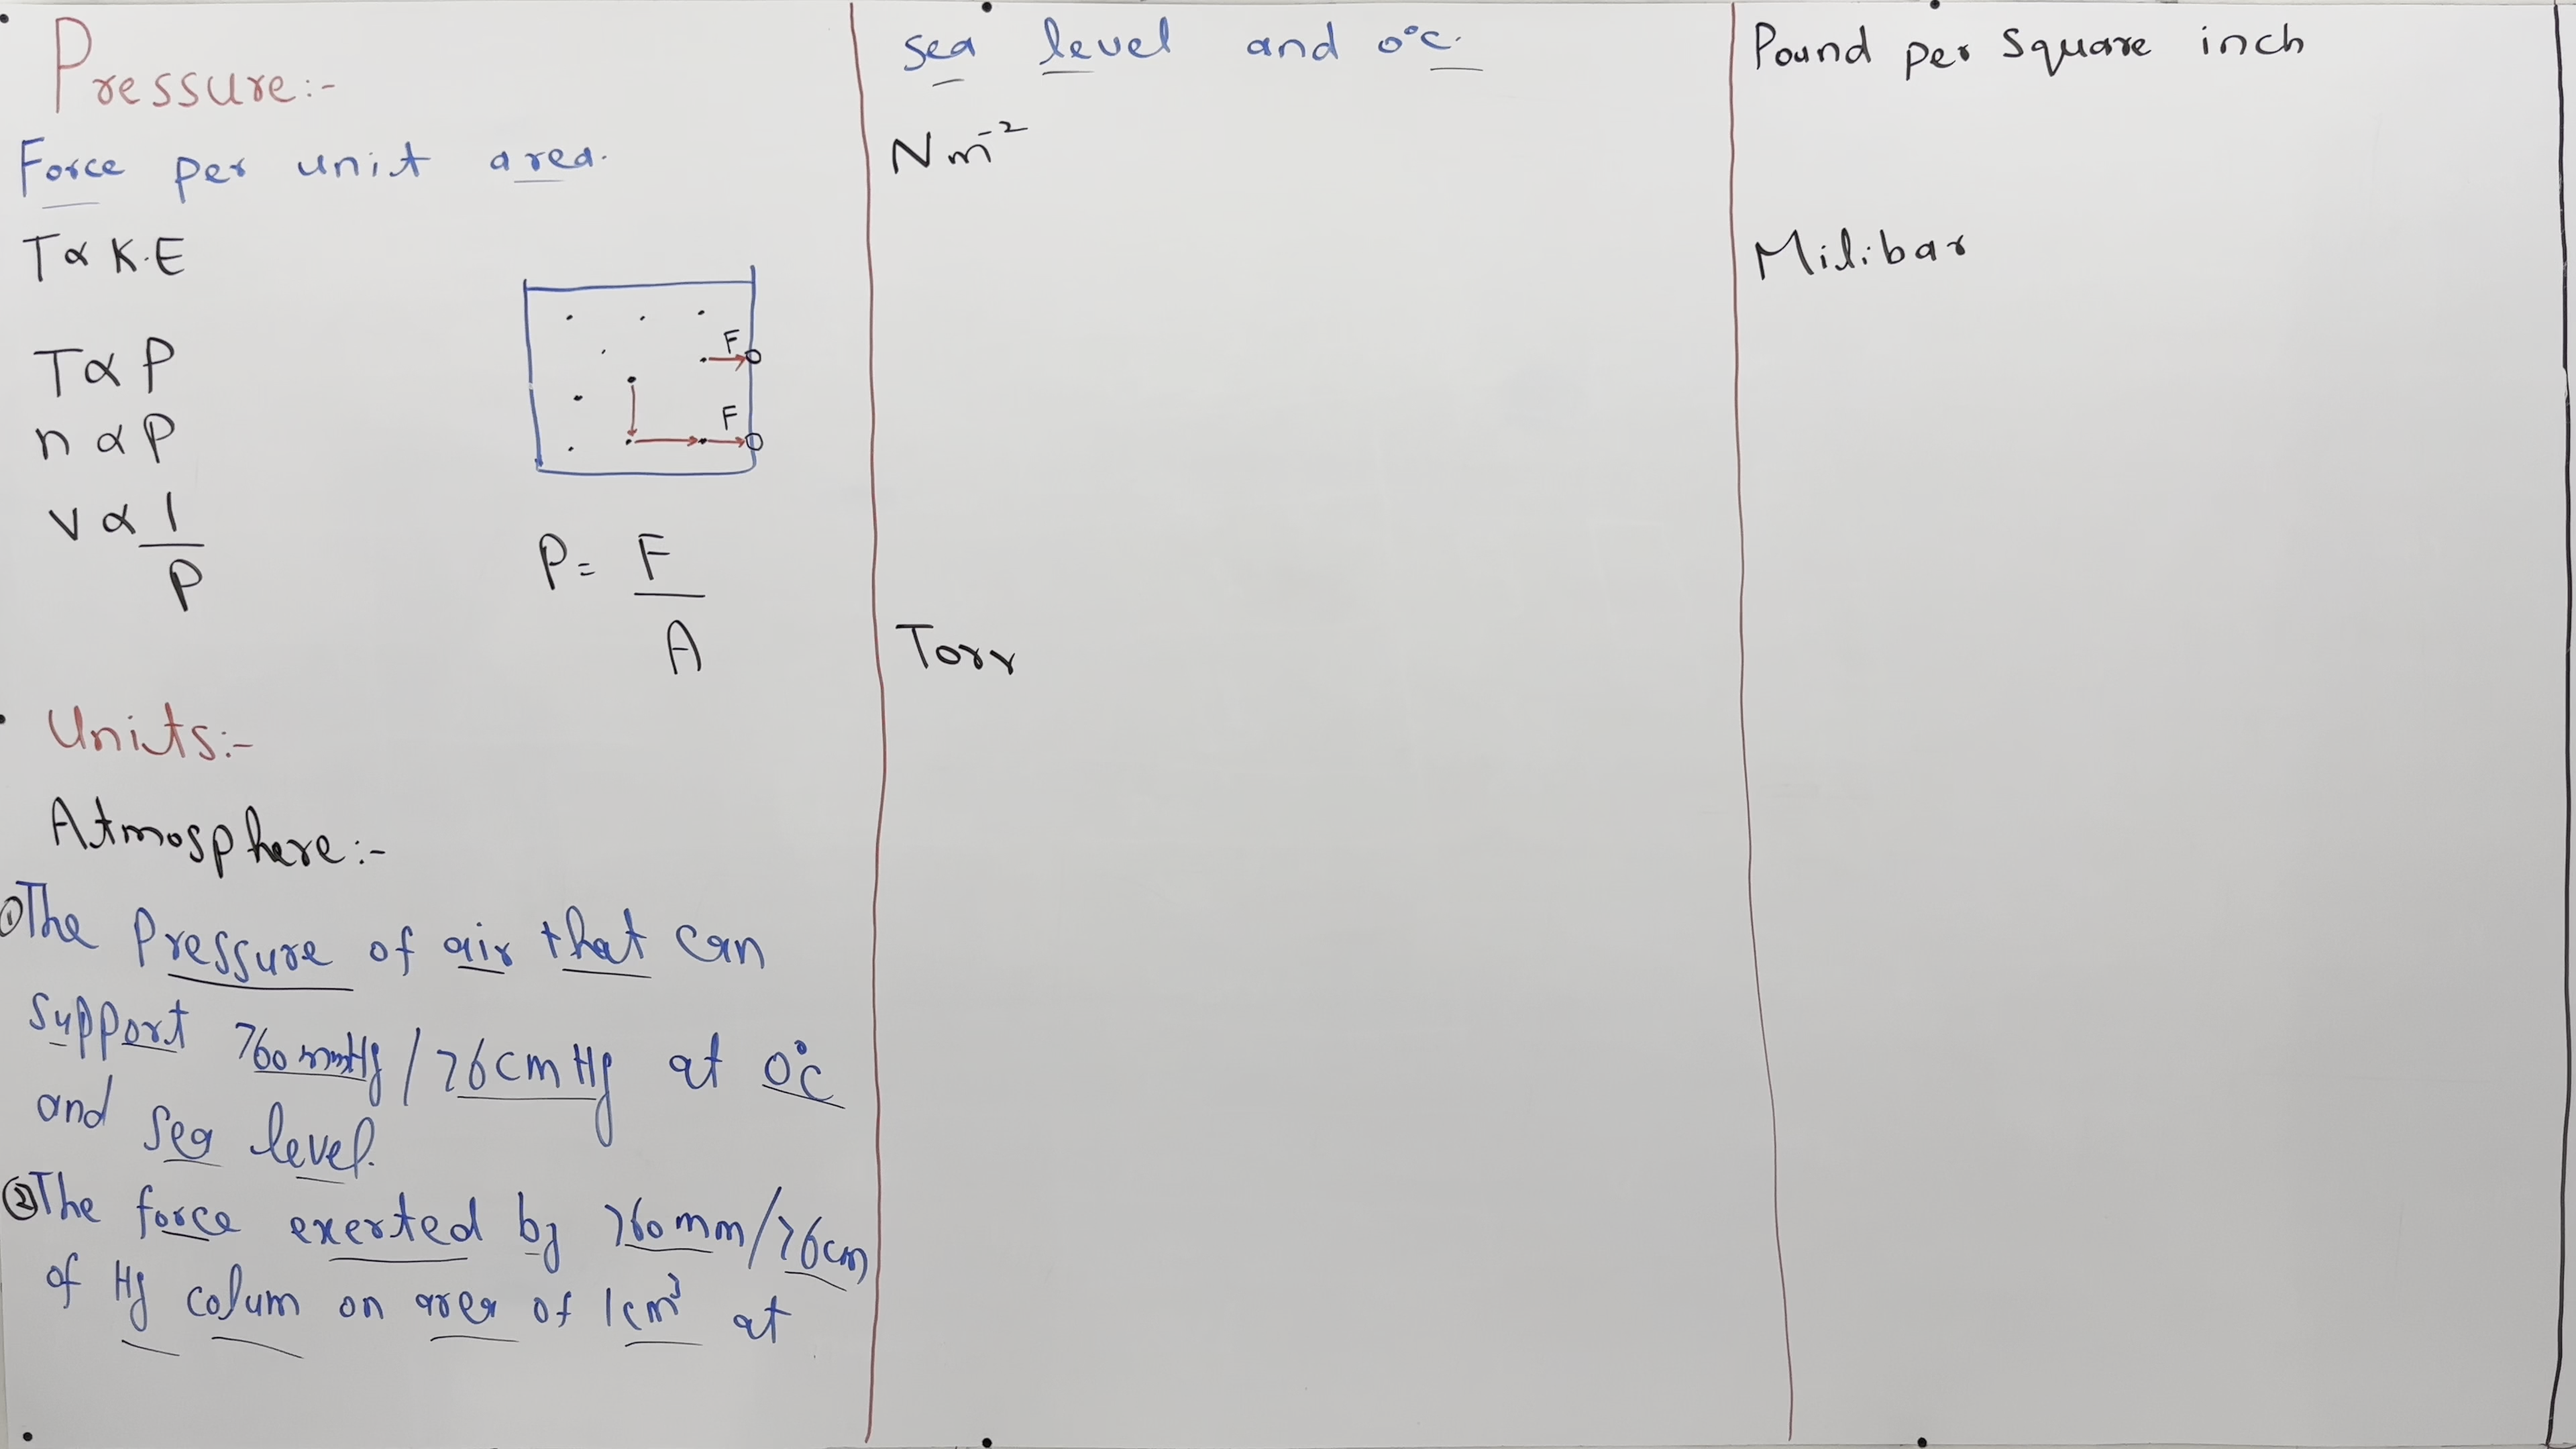 Pressure:-
Force per unit area.
T∝ K.E
T∝ P
n ∝ P
V ∝ 1/P
F
F
P = F/A
Units:-
Atmosphere:-
①The Pressure of air that can
support 760mmHg/76cmHg at 0°c
and sea level.
②The force exerted by 760mm/76cm
of Hg colum on area of 1cm³ at
sea level and 0°c.
Nm⁻²
Torr
Pound per Square inch
Milibar